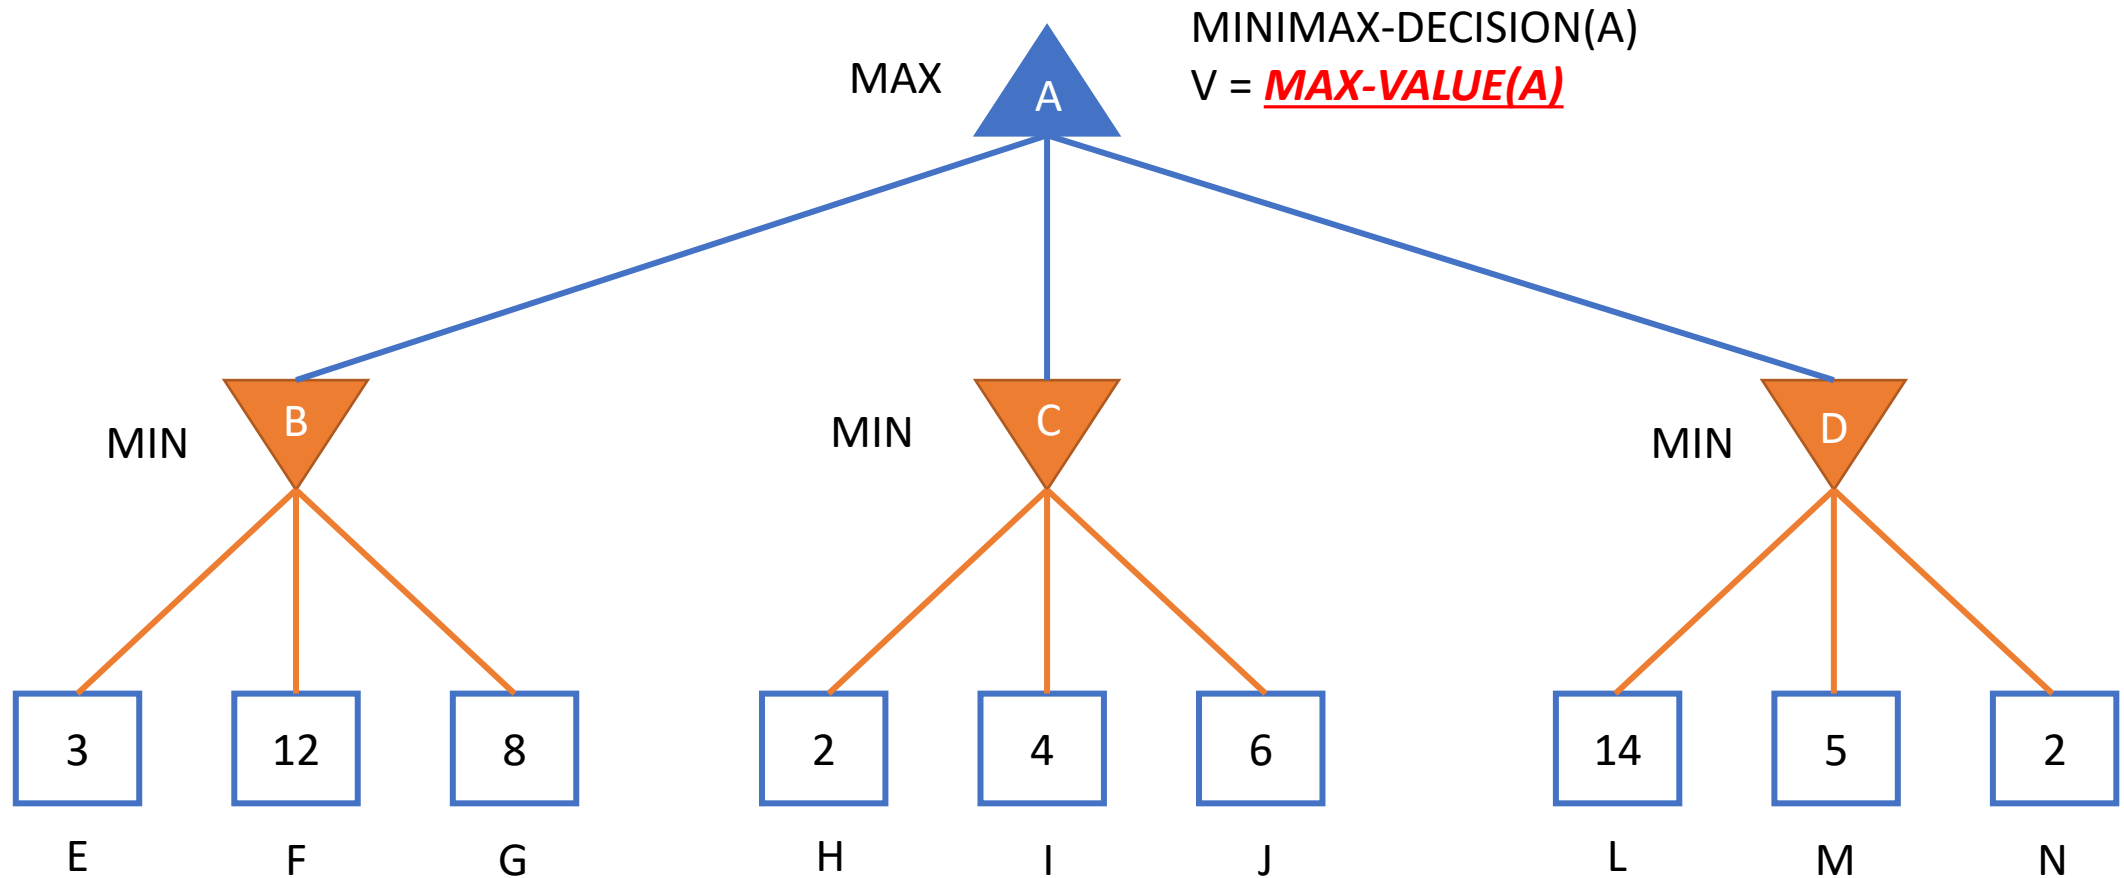 MINIMAX-DECISION(A)
MAX
A
V = MAX-VALUE(A)
MIN
B
MIN
C
MIN
D
3
12
8
2
4
6
14
5
2
E
F
G
H
I
J
L
M
N